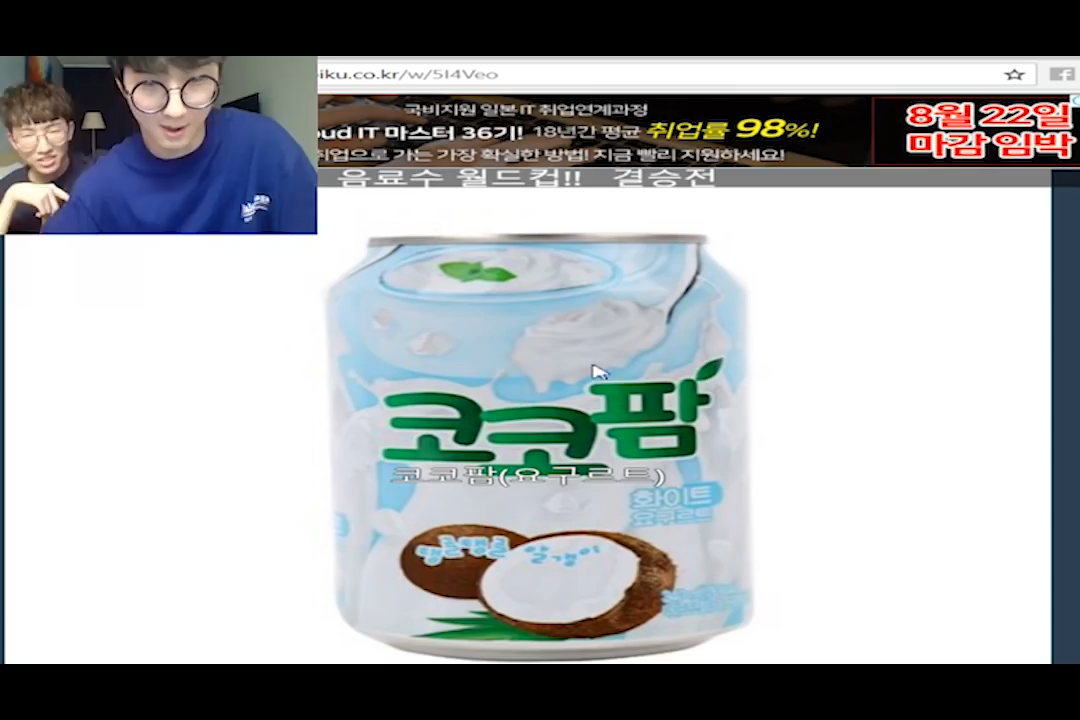 iku.co.kr/w/5I4Veo
국비지원 일본 IT 취업연계과정
oud IT 마스터 36기! 18년간 평균 취업률 98%!
취업으로 가는 가장 확실한 방법! 지금 빨리 지원하세요!
8월 22일
마감 임박
음료수 월드컵!! 결승전
코코팜
코코팜(요구르트)
화이트
요구르트
탱글탱글 알갱이